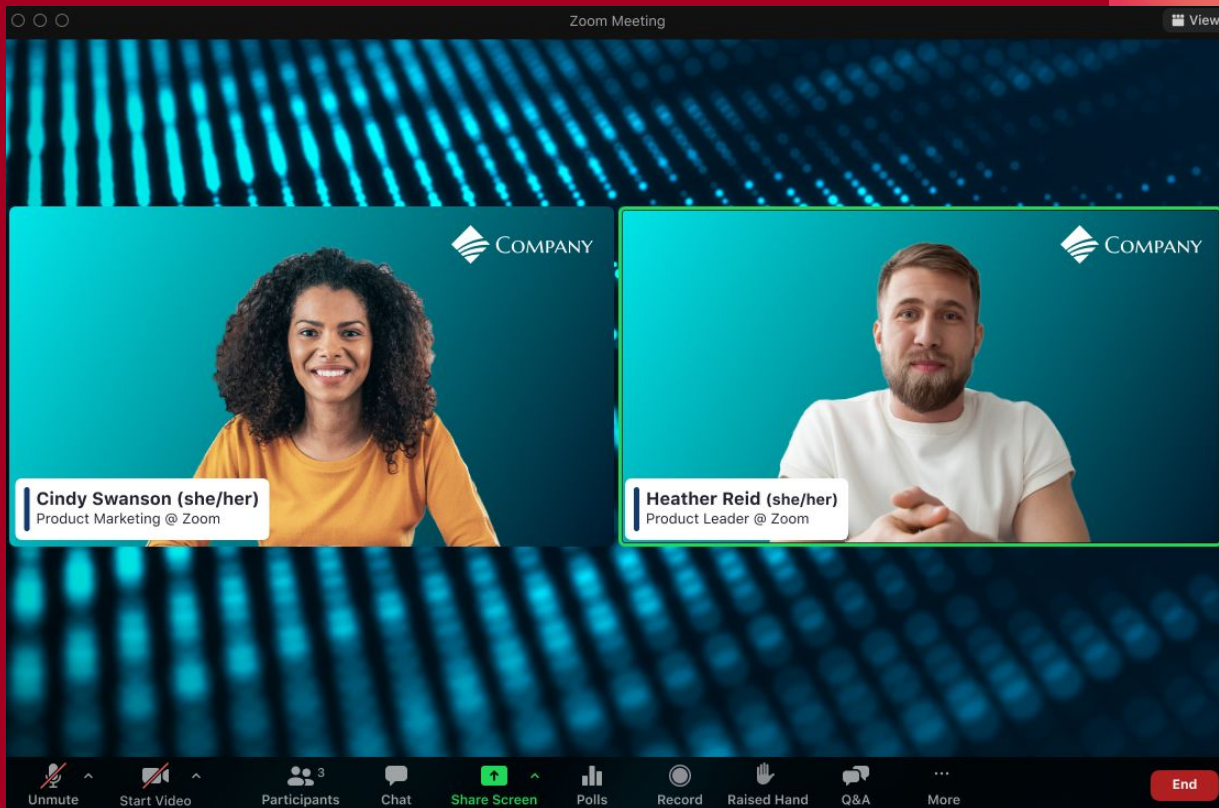 Zoom Meeting
View
COMPANY
COMPANY
Cindy Swanson (she/her)
Product Marketing @ Zoom
Heather Reid (she/her)
Product Leader @ Zoom
3
Unmute
Start Video
Participants
Chat
Share Screen
Polls
Record
Raised Hand
Q&A
More
End